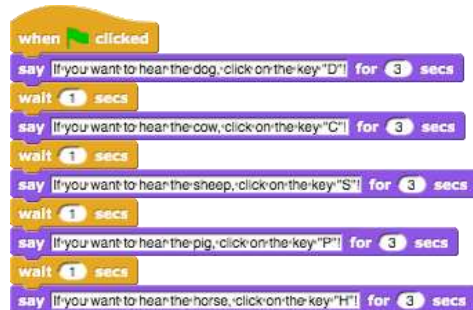 when clicked
say If you want to hear the dog, click on the key "D"! for 3 secs
wait 1 secs
say If you want to hear the cow, click on the key "C"! for 3 secs
wait 1 secs
say If you want to hear the sheep, click on the key "S"! for 3 secs
wait 1 secs
say If you want to hear the pig, click on the key "P"! for 3 secs
wait 1 secs
say If you want to hear the horse, click on the key "H"! for 3 secs